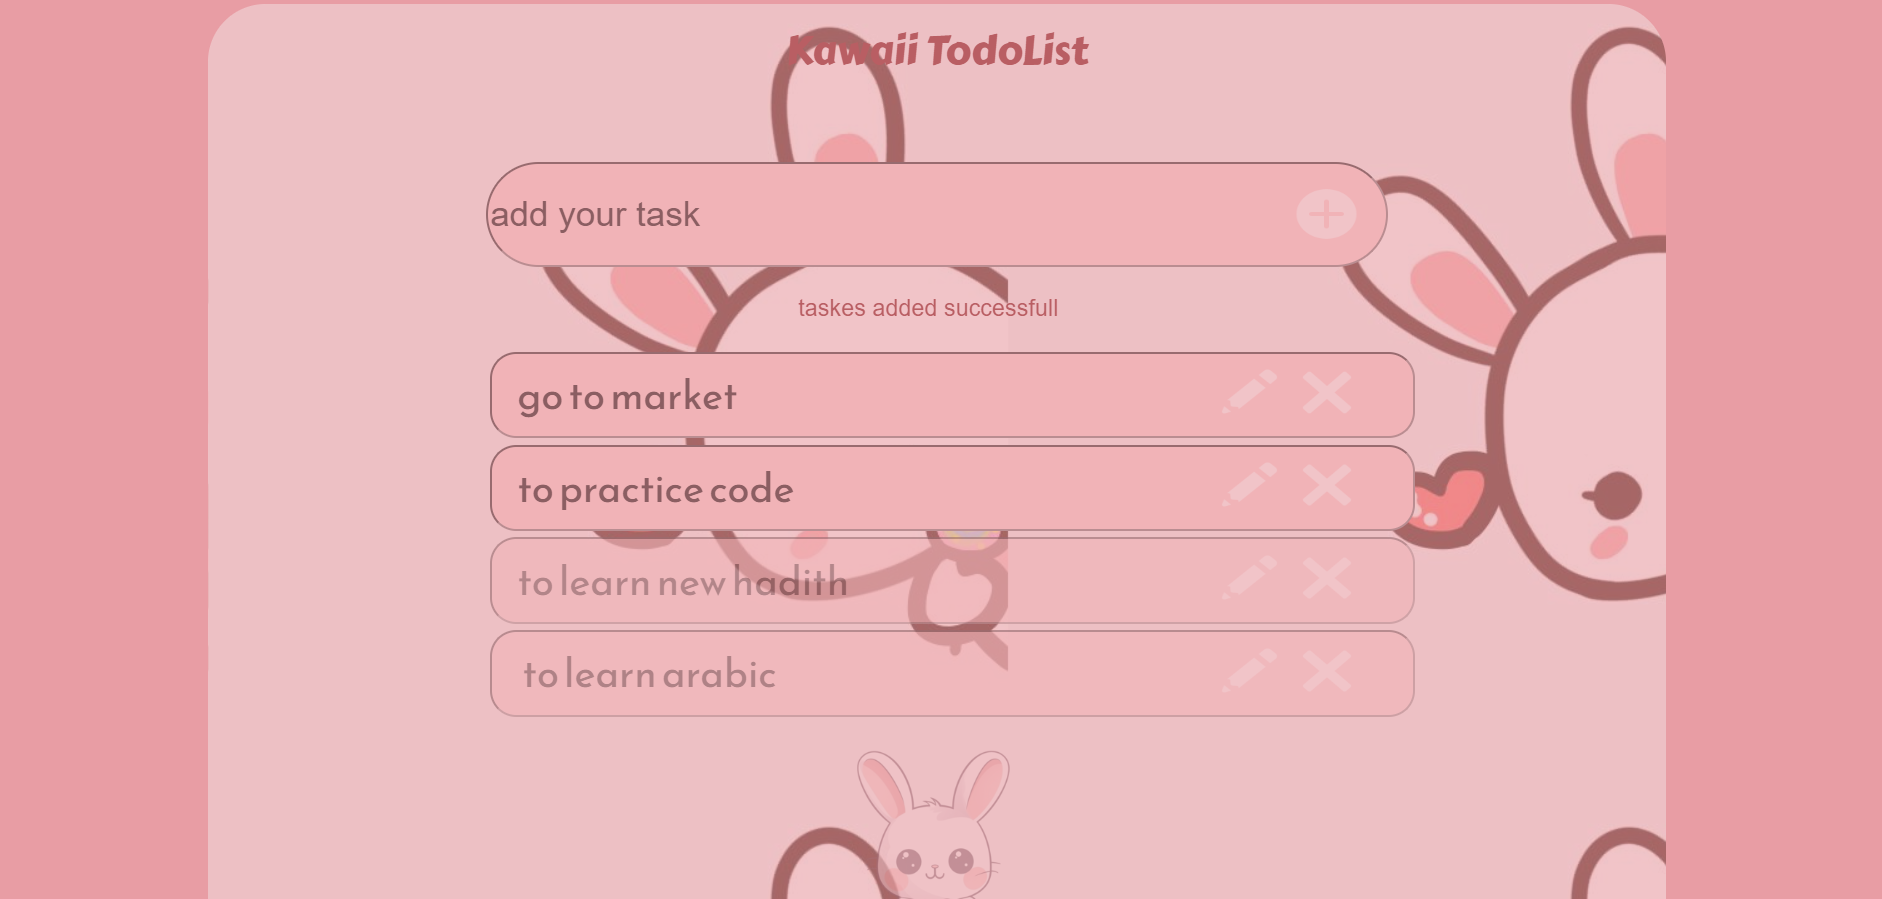 Kawaii TodoList
add your task
taskes added successfull
go to market
to practice code
to learn new hadith
to learn arabic